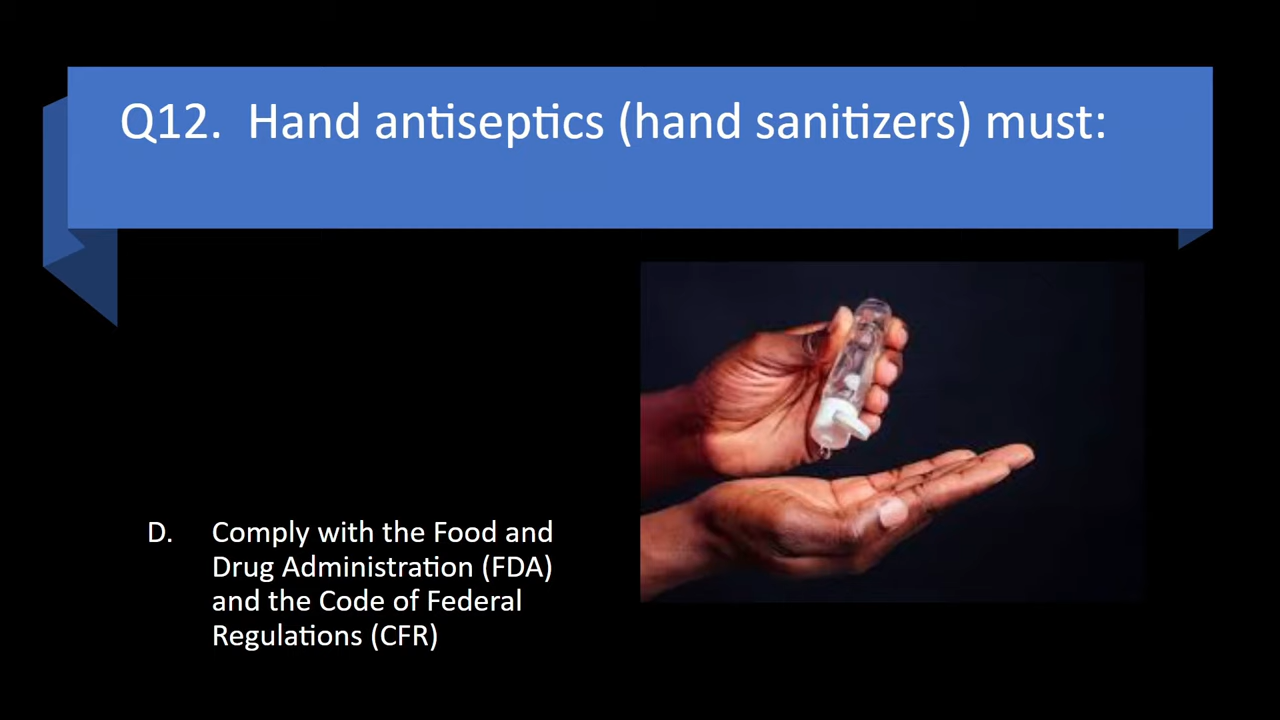 Q12.  Hand antiseptics (hand sanitizers) must:
D. Comply with the Food and
Drug Administration (FDA)
and the Code of Federal
Regulations (CFR)